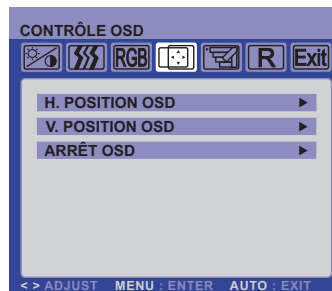 CONTRÔLE OSD
RGB R Exit
H. POSITION OSD
V. POSITION OSD
ARRÊT OSD
< > ADJUST MENU : ENTER AUTO : EXIT